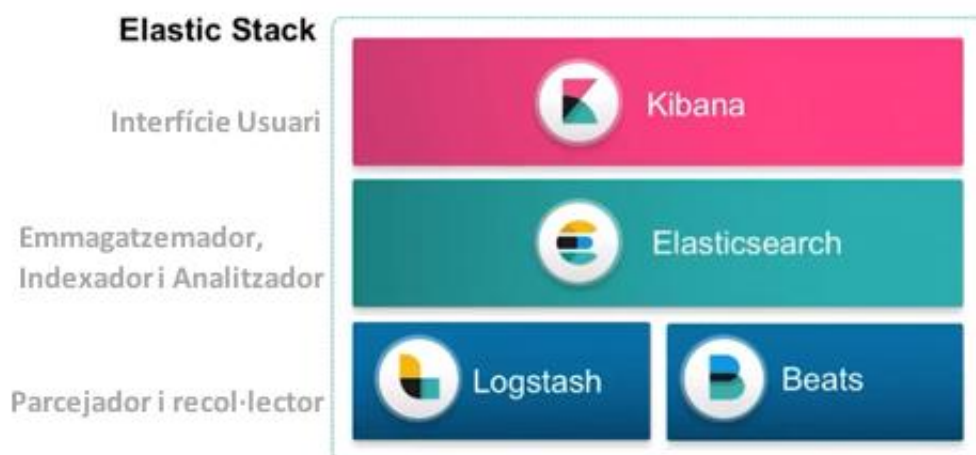 Elastic Stack
Kibana
Interfície Usuari
Elasticsearch
Emmagatzemador,
Indexador i Analitzador
Logstash
Beats
Parcejador i recol·lector